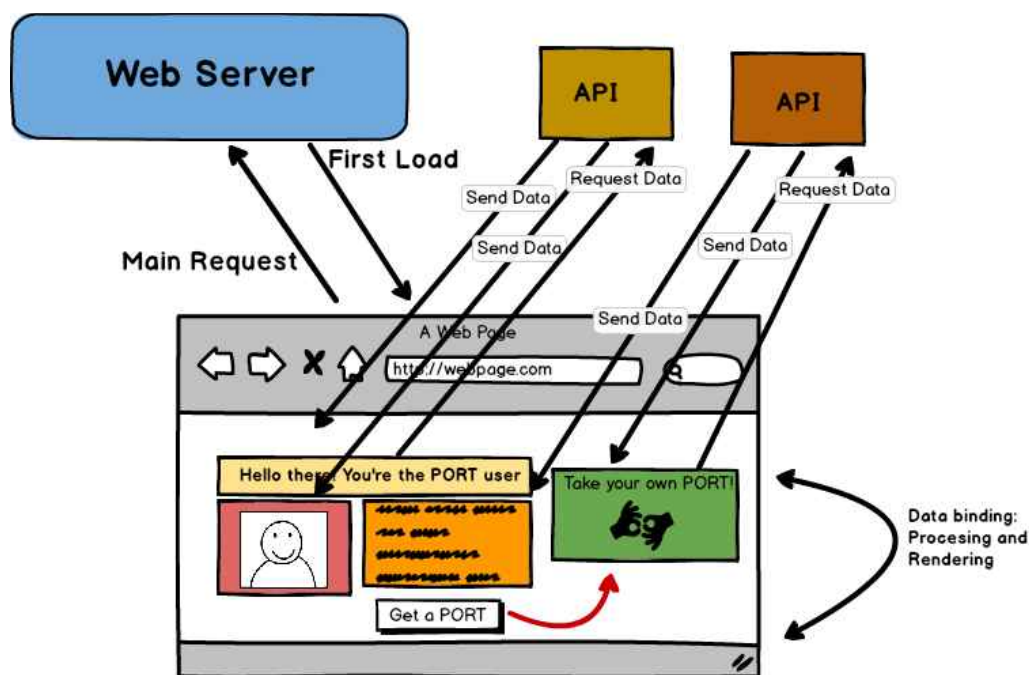 Web Server
API
API
First Load
Main Request
Send Data
Request Data
Send Data
Request Data
Send Data
Send Data
A Web Page
http://webpage.com
Hello there! You're the PORT user
Take your own PORT!
Get a PORT
Data binding:
Procesing and
Rendering